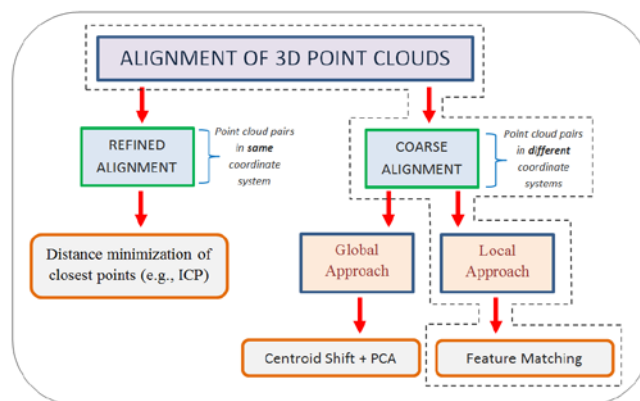 ALIGNMENT OF 3D POINT CLOUDS
REFINED
ALIGNMENT
Point cloud pairs
in same
coordinate
system
COARSE
ALIGNMENT
Point cloud pairs
in different
coordinate
systems
Distance minimization of
closest points (e.g., ICP)
Global
Approach
Local
Approach
Centroid Shift + PCA
Feature Matching